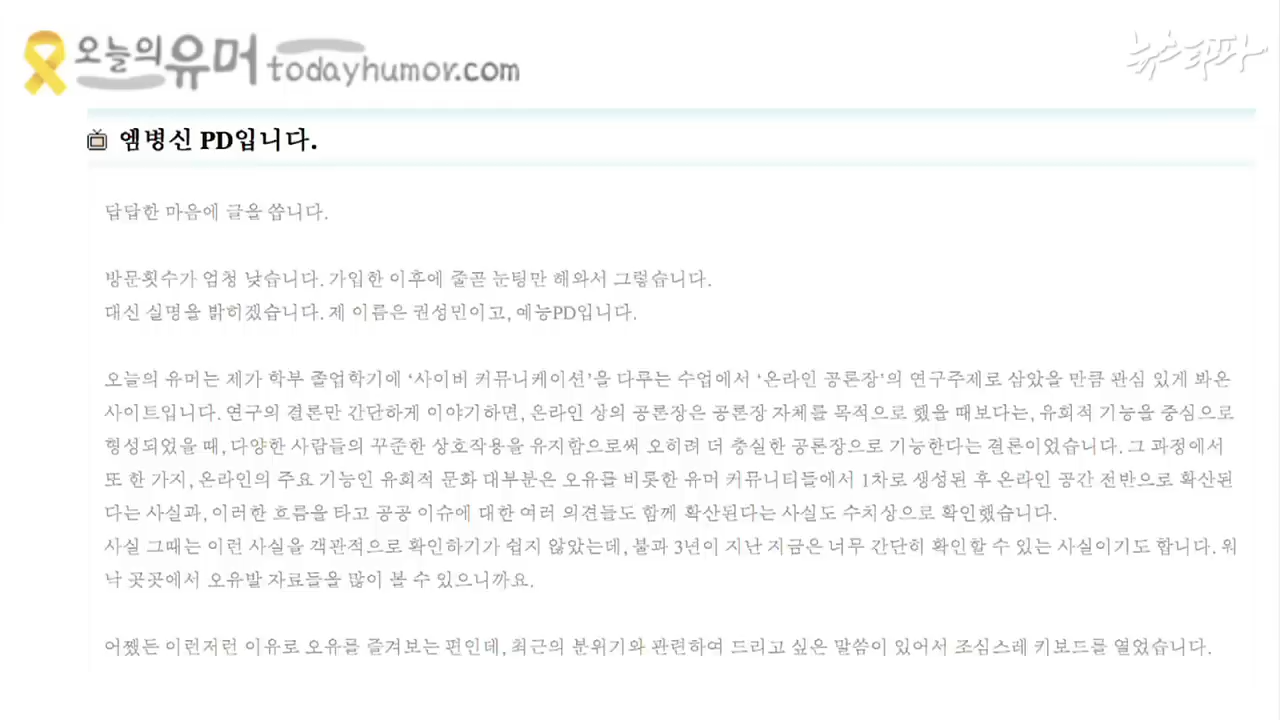 오늘의유머 todayhumor.com
뉴스타파
엠병신 PD입니다.
답답한 마음에 글을 씁니다.
방문횟수가 엄청 낮습니다. 가입한 이후에 줄곧 눈팅만 해와서 그렇습니다.
대신 실명을 밝히겠습니다. 제 이름은 권성민이고, 예능PD입니다.
오늘의 유머는 제가 학부 졸업학기에 ‘사이버 커뮤니케이션’을 다루는 수업에서 ‘온라인 공론장’의 연구주제로 삼았을 만큼 관심 있게 봐온
사이트입니다. 연구의 결론만 간단하게 이야기하면, 온라인 상의 공론장은 공론장 자체를 목적으로 했을 때보다는, 유희적 기능을 중심으로
형성되었을 때, 다양한 사람들의 꾸준한 상호작용을 유지함으로써 오히려 더 충실한 공론장으로 기능한다는 결론이었습니다. 그 과정에서
또 한 가지, 온라인의 주요 기능인 유희적 문화 대부분은 오유를 비롯한 유머 커뮤니티들에서 1차로 생성된 후 온라인 공간 전반으로 확산된
다는 사실과, 이러한 흐름을 타고 공공 이슈에 대한 여러 의견들도 함께 확산된다는 사실도 수치상으로 확인했습니다.
사실 그때는 이런 사실을 객관적으로 확인하기가 쉽지 않았는데, 불과 3년이 지난 지금은 너무 간단히 확인할 수 있는 사실이기도 합니다. 워
낙 곳곳에서 오유발 자료들을 많이 볼 수 있으니까요.
어쨌든 이런저런 이유로 오유를 즐겨보는 편인데, 최근의 분위기와 관련하여 드리고 싶은 말씀이 있어서 조심스레 키보드를 열었습니다.